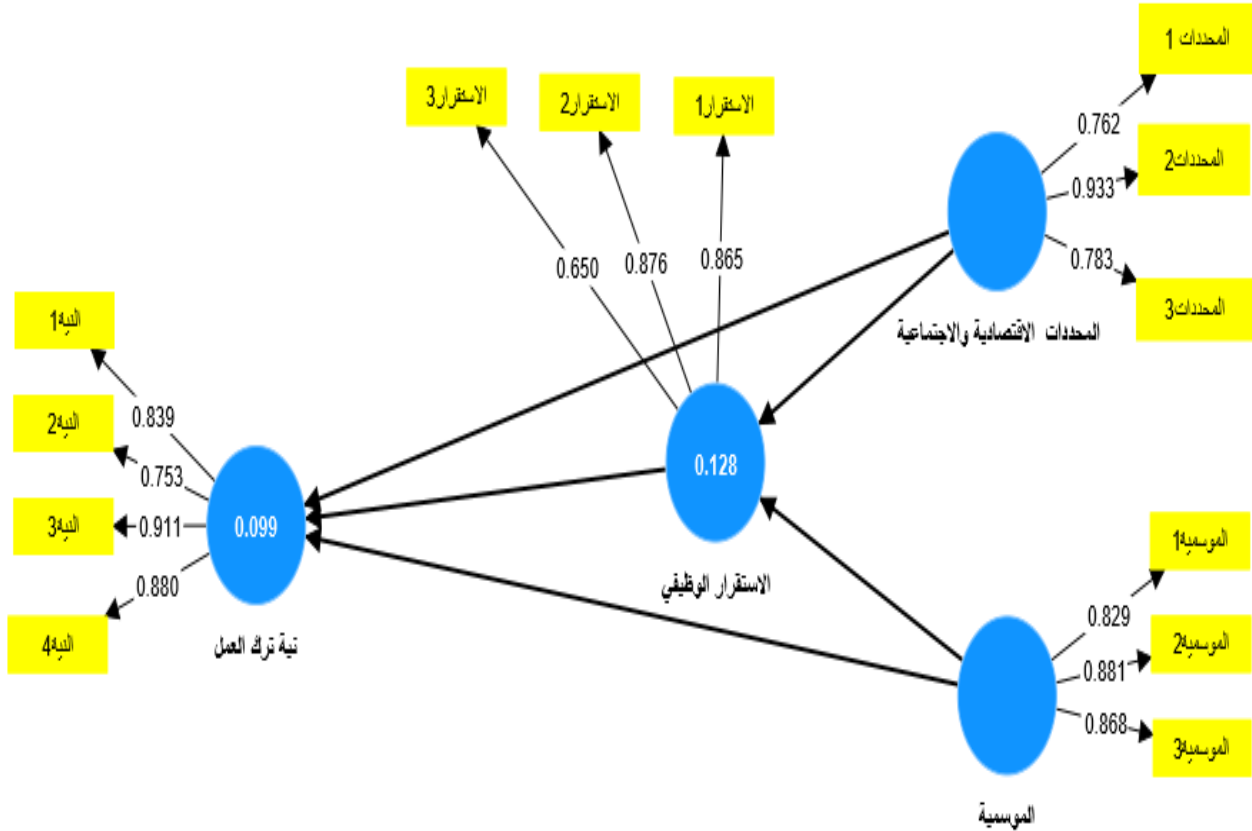 المحددات 1
0.762
المحددات2
0.933
المحددات3
0.783
المحددات الاقتصادية والاجتماعية
الاستقرار1
الاستقرار2
الاستقرار3
0.865
0.876
0.650
0.128
الاستقرار الوظيفي
النية1
0.839
النية2
0.753
النية3
0.911
النية4
0.880
0.099
نية ترك العمل
الموسمية1
0.829
الموسمية2
0.881
الموسمية3
0.868
الموسمية